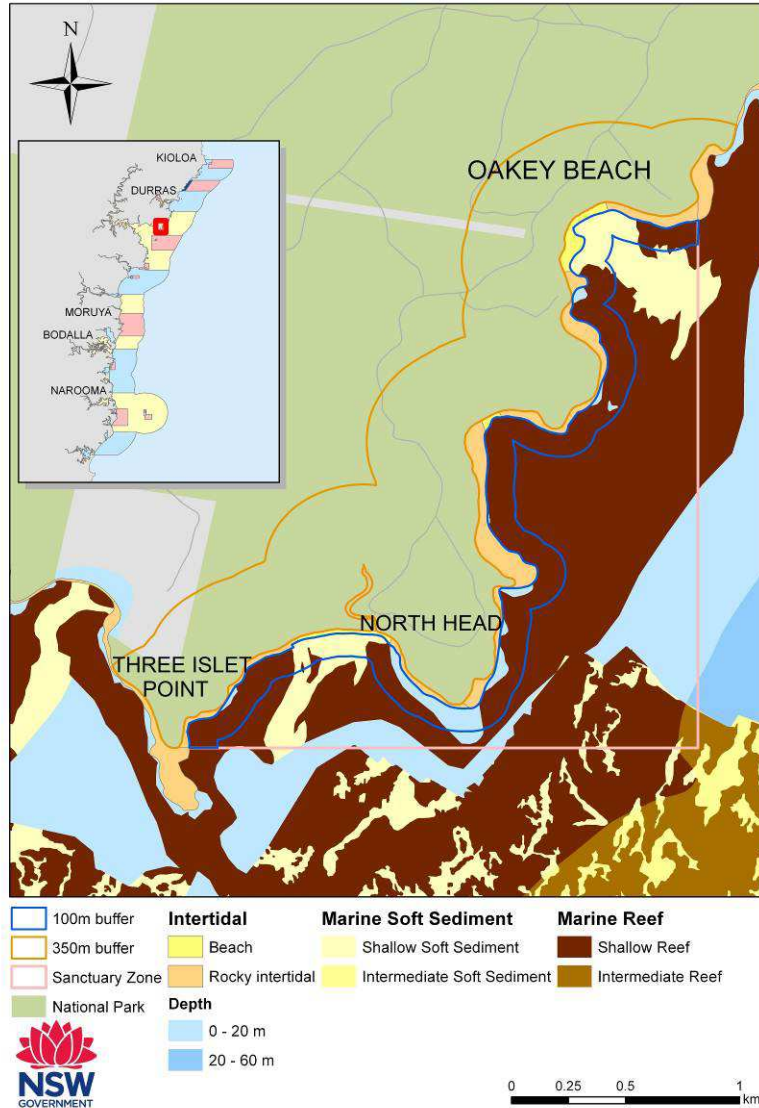 N
KIOLOA
DURRAS
MORUYA
BODALLA
NAROOMA
OAKEY BEACH
NORTH HEAD
THREE ISLET
POINT
100m buffer
350m buffer
Sanctuary Zone
National Park
Intertidal
Beach
Rocky intertidal
Depth
0 - 20 m
20 - 60 m
Marine Soft Sediment
Shallow Soft Sediment
Intermediate Soft Sediment
Marine Reef
Shallow Reef
Intermediate Reef
NSW
GOVERNMENT
0 0.25 0.5 1
km